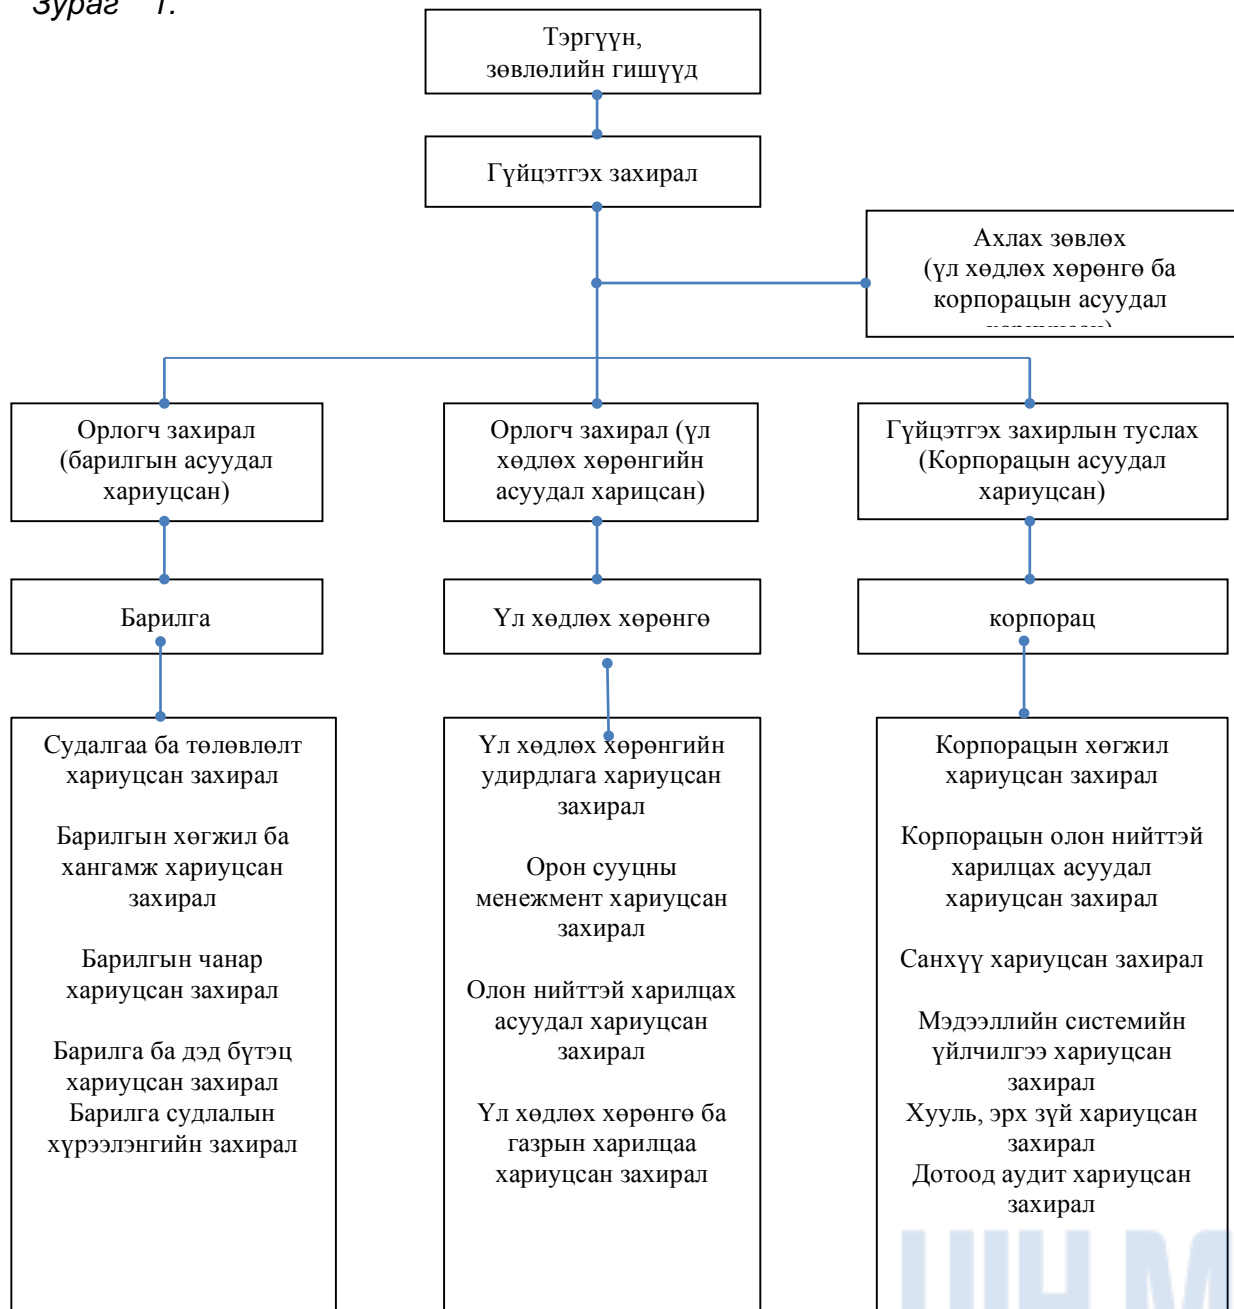 Зураг 1.
Тэргүүн,
зөвлөлийн гишүүд
Гүйцэтгэх захирал
Ахлах зөвлөх
(үл хөдлөх хөрөнгө ба
корпорацын асуудал
Орлогч захирал
(барилгын асуудал
хариуцсан)
Орлогч захирал (үл
хөдлөх хөрөнгийн
асуудал харицсан)
Гүйцэтгэх захирлын туслах
(Корпорацын асуудал
хариуцсан)
Барилга
Үл хөдлөх хөрөнгө
корпорац
Судалгаа ба төлөвлөлт
хариуцсан захирал
Барилгын хөгжил ба
хангамж хариуцсан
захирал
Барилгын чанар
хариуцсан захирал
Барилга ба дэд бүтэц
хариуцсан захирал
Барилга судлалын
хүрээлэнгийн захирал
Үл хөдлөх хөрөнгийн
удирдлага хариуцсан
захирал
Орон сууцны
менежмент хариуцсан
захирал
Олон нийттэй харилцах
асуудал хариуцсан
захирал
Үл хөдлөх хөрөнгө ба
газрын харилцаа
хариуцсан захирал
Корпорацын хөгжил
хариуцсан захирал
Корпорацын олон нийттэй
харилцах асуудал
хариуцсан захирал
Санхүү хариуцсан захирал
Мэдээллийн системийн
үйлчилгээ хариуцсан
захирал
Хууль, эрх зүй хариуцсан
захирал
Дотоод аудит хариуцсан
захирал